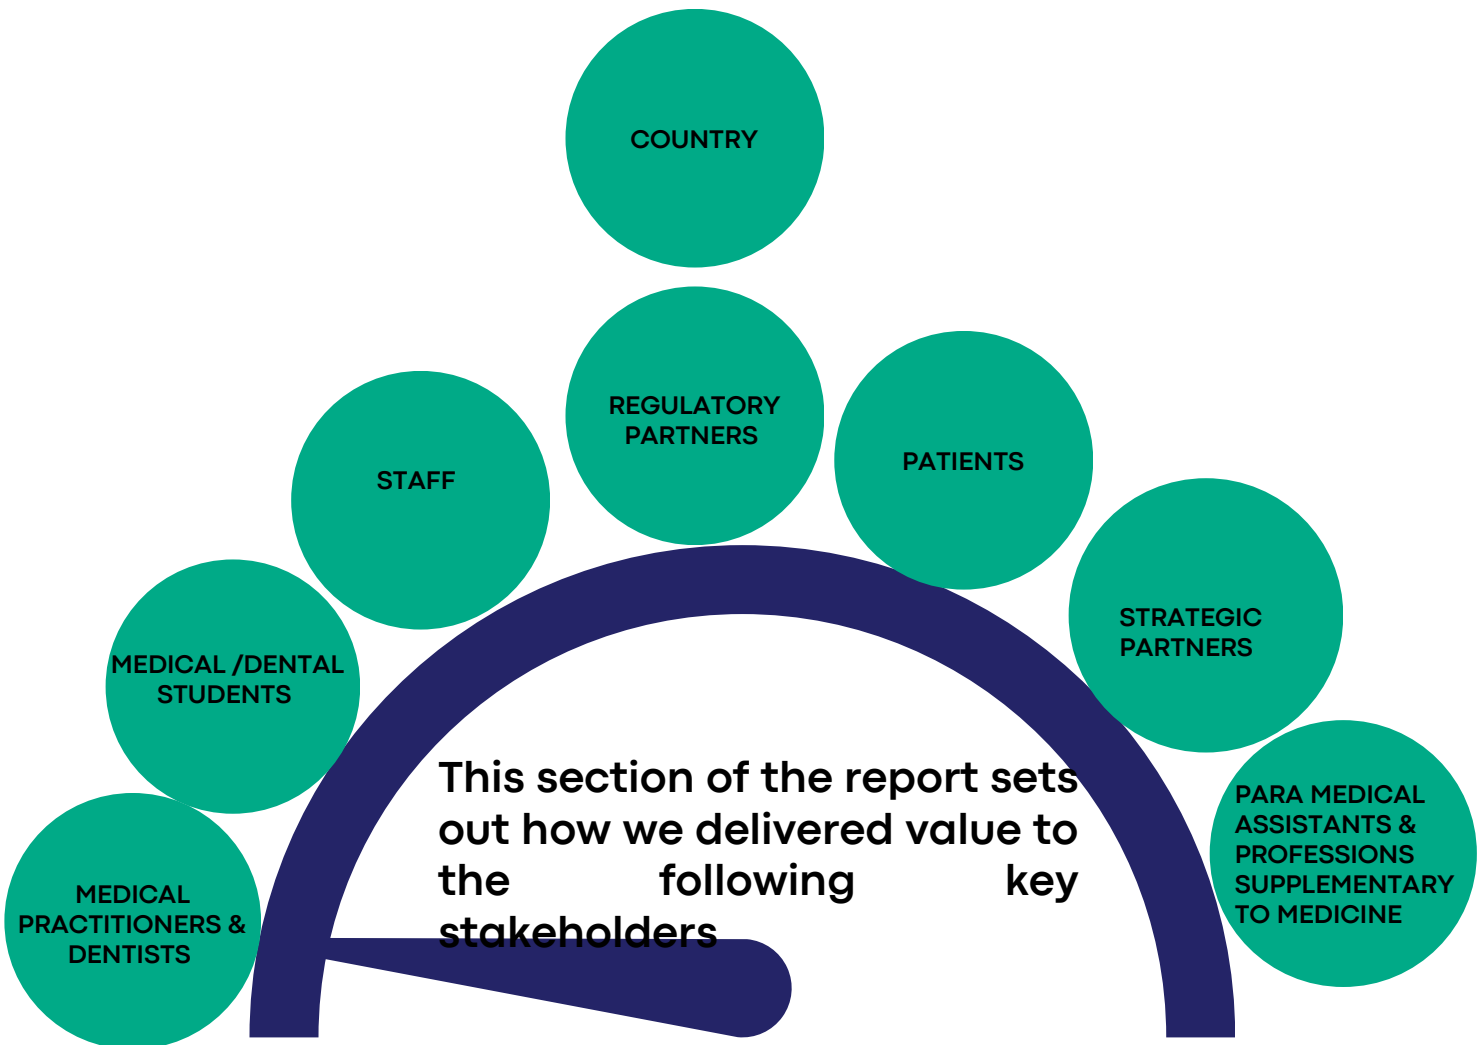 COUNTRY
REGULATORY
PARTNERS
PATIENTS
STAFF
STRATEGIC
PARTNERS
MEDICAL /DENTAL
STUDENTS
This section of the report sets
out how we delivered value to
the following key
stakeholders
PARA MEDICAL
ASSISTANTS &
PROFESSIONS
SUPPLEMENTARY
TO MEDICINE
MEDICAL
PRACTITIONERS &
DENTISTS